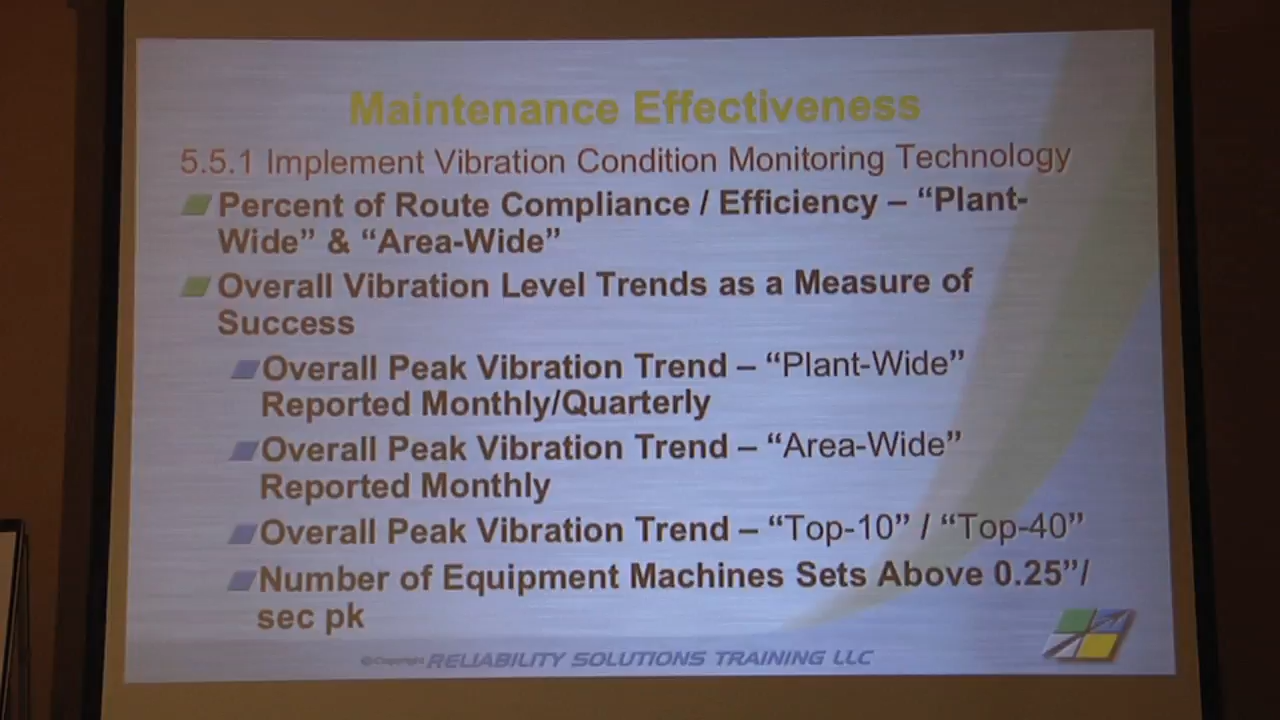 Maintenance Effectiveness
5.5.1 Implement Vibration Condition Monitoring Technology
Percent of Route Compliance / Efficiency – “Plant-
Wide” & “Area-Wide”
Overall Vibration Level Trends as a Measure of
Success
Overall Peak Vibration Trend – “Plant-Wide”
Reported Monthly/Quarterly
Overall Peak Vibration Trend – “Area-Wide”
Reported Monthly
Overall Peak Vibration Trend – “Top-10” / “Top-40”
Number of Equipment Machines Sets Above 0.25”/
sec pk
© Copyright RELIABILITY SOLUTIONS TRAINING LLC